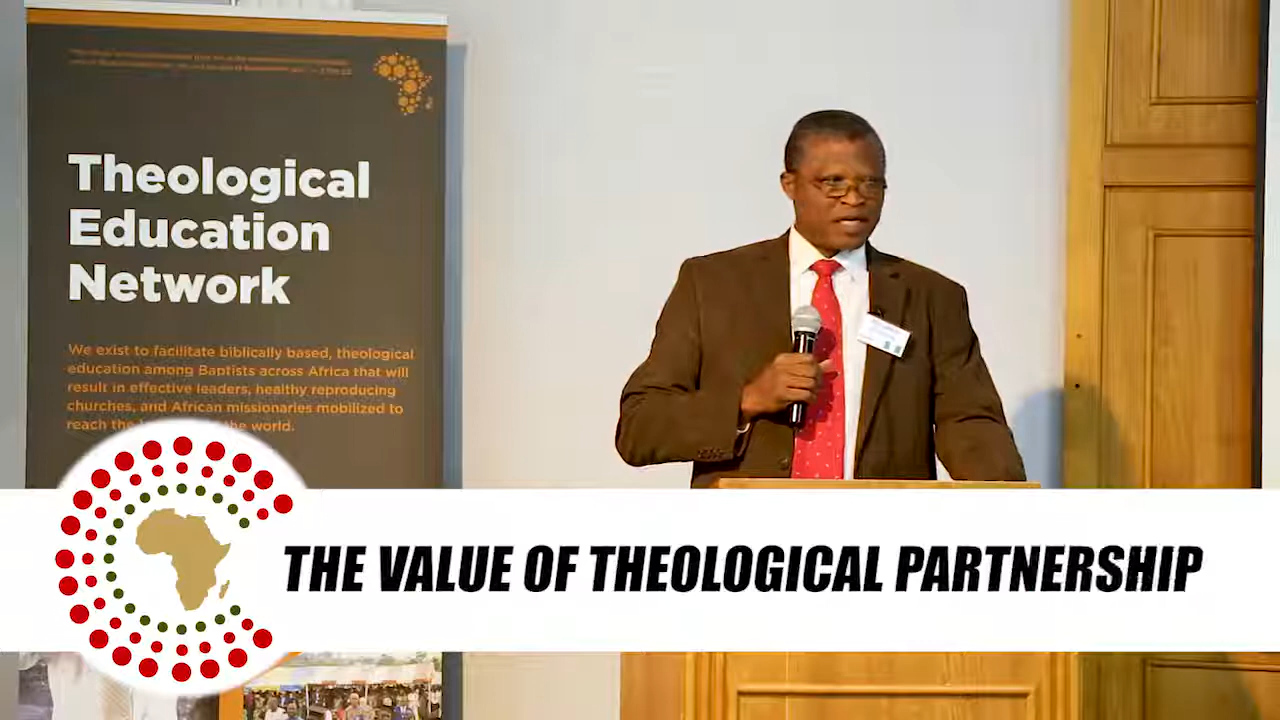 Theological
Education
Network
We exist to facilitate biblically based, theological
education among Baptists across Africa that will
result in effective leaders, healthy reproducing
churches, and African missionaries mobilized to
reach the the world.
THE VALUE OF THEOLOGICAL PARTNERSHIP